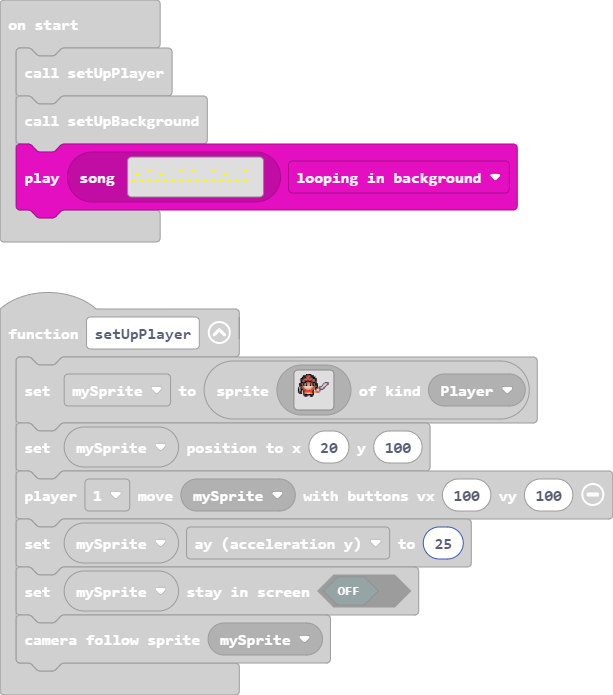 on start
call setUpPlayer
call setUpBackground
play song looping in background
function setUpPlayer
set mySprite to sprite of kind Player
set mySprite position to x 20 y 100
player 1 move mySprite with buttons vx 100 vy 100
set mySprite ay (acceleration y) to 25
set mySprite stay in screen OFF
camera follow sprite mySprite